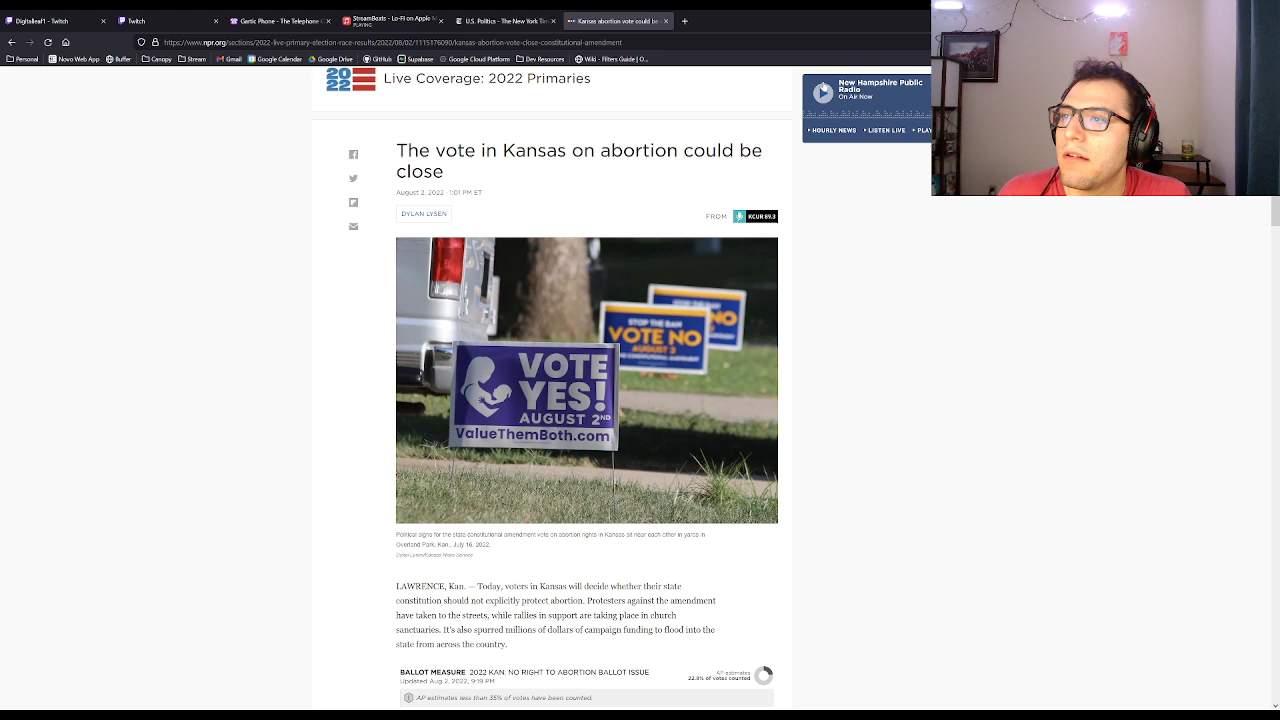 Digitalleaf1 - Twitch
Twitch
Gartic Phone - The Telephone G
StreamBeats - Lo-Fi on Apple M
PLAYING
U.S. Politics - The New York Tim
Kansas abortion vote could be
https://www.npr.org/sections/2022-live-primary-election-race-results/2022/08/02/1115176090/kansas-abortion-vote-close-constitutional-amendment
Personal
Novo Web App
Buffer
Canopy
Stream
Gmail
Google Calendar
Google Drive
GitHub
Supabase
Google Cloud Platform
Dev Resources
Wiki - Filters Guide | O...
2022
Live Coverage: 2022 Primaries
New Hampshire Public
Radio
On Air Now
HOURLY NEWS
LISTEN LIVE
PLAY
The vote in Kansas on abortion could be
close
August 2, 2022 · 1:01 PM ET
DYLAN LYSEN
FROM
KCUR 89.3
STOP THE BAN
VOTE NO
AUGUST 2
CONSTITUTIONAL AMENDMENT
NO
VOTE
YES!
AUGUST 2ND
ValueThemBoth.com
Political signs for the state constitutional amendment vote on abortion rights in Kansas sit near each other in yards in
Overland Park, Kan., July 16, 2022.
Dylan Lysen/Kansas News Service
LAWRENCE, Kan. — Today, voters in Kansas will decide whether their state
constitution should not explicitly protect abortion. Protesters against the amendment
have taken to the streets, while rallies in support are taking place in church
sanctuaries. It's also spurred millions of dollars of campaign funding to flood into the
state from across the country.
BALLOT MEASURE 2022 KAN. NO RIGHT TO ABORTION BALLOT ISSUE
Updated Aug 2, 2022, 9:19 PM
AP estimates
22.8% of votes counted
AP estimates less than 35% of votes have been counted.